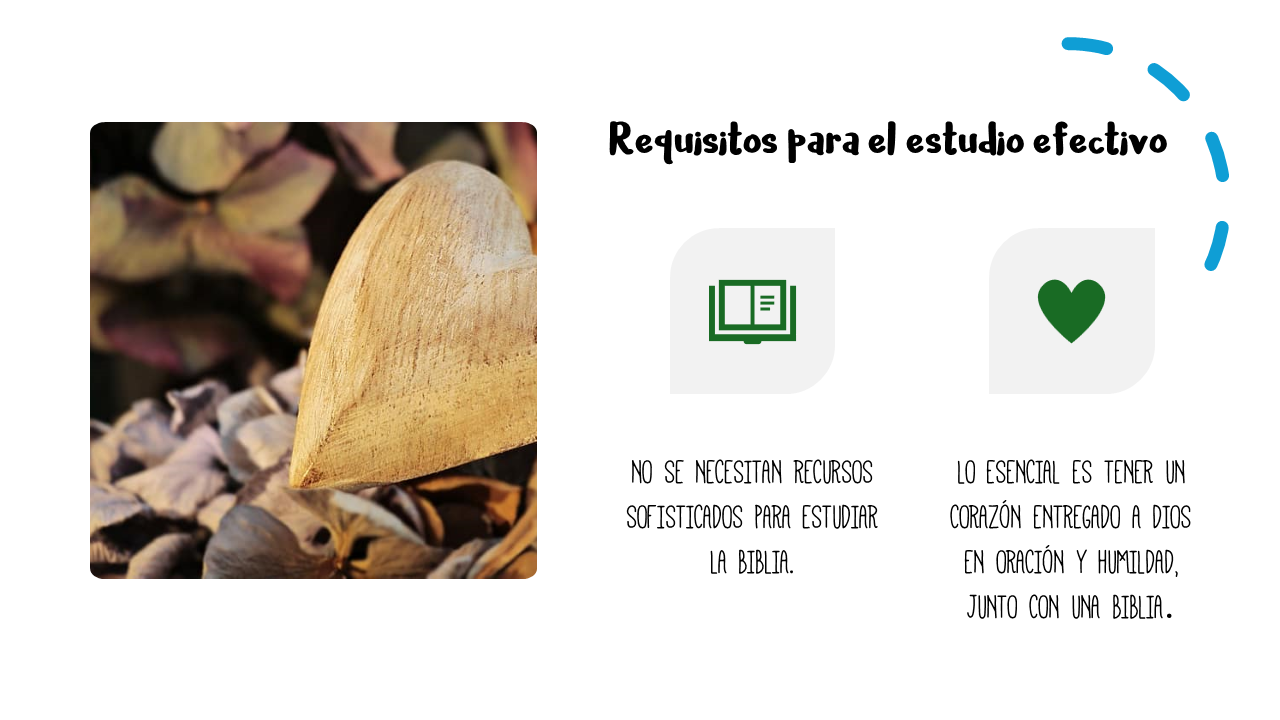 Requisitos para el estudio efectivo
NO SE NECESITAN RECURSOS
SOFISTICADOS PARA ESTUDIAR
LA BIBLIA.
LO ESENCIAL ES TENER UN
CORAZÓN ENTREGADO A DIOS
EN ORACIÓN Y HUMILDAD,
JUNTO CON UNA BIBLIA.